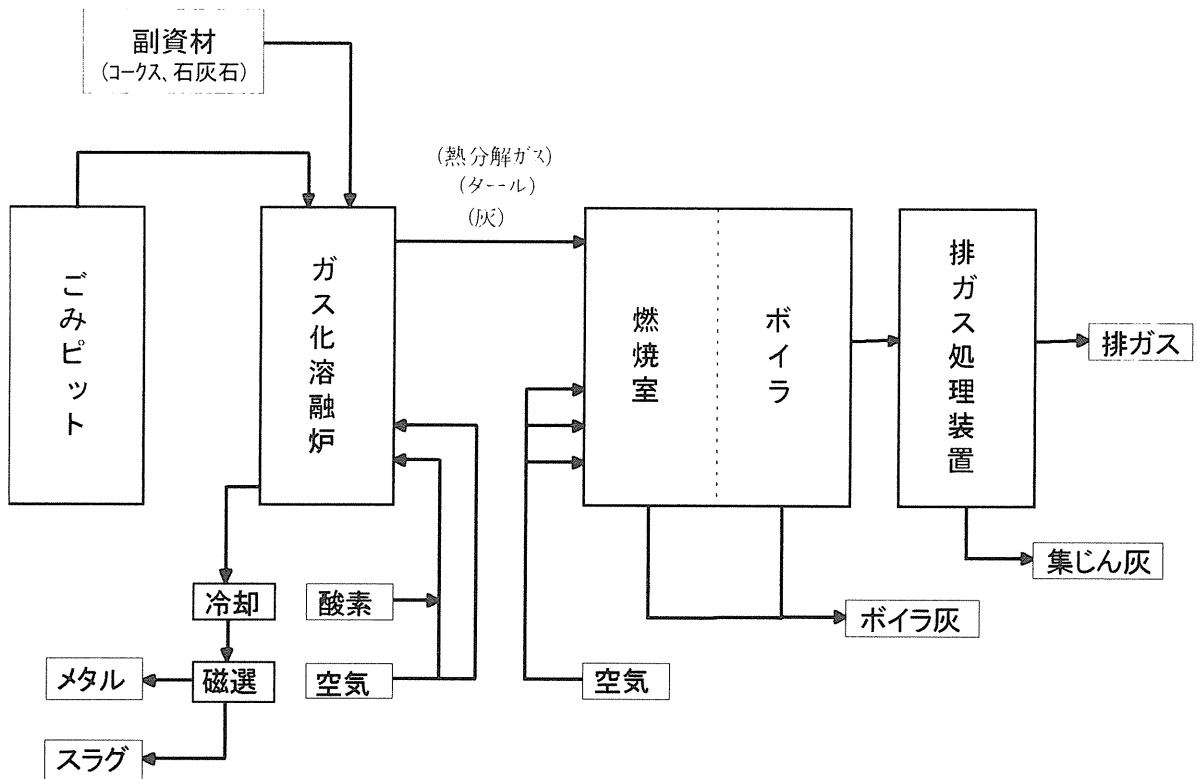 副資材
(コークス、石灰石)
(熱分解ガス)
(タール)
(灰)
ごみピット
ガス化溶融炉
燃焼室
ボイラ
排ガス処理装置
排ガス
集じん灰
冷却
酸素
ボイラ灰
メタル
磁選
空気
空気
スラグ